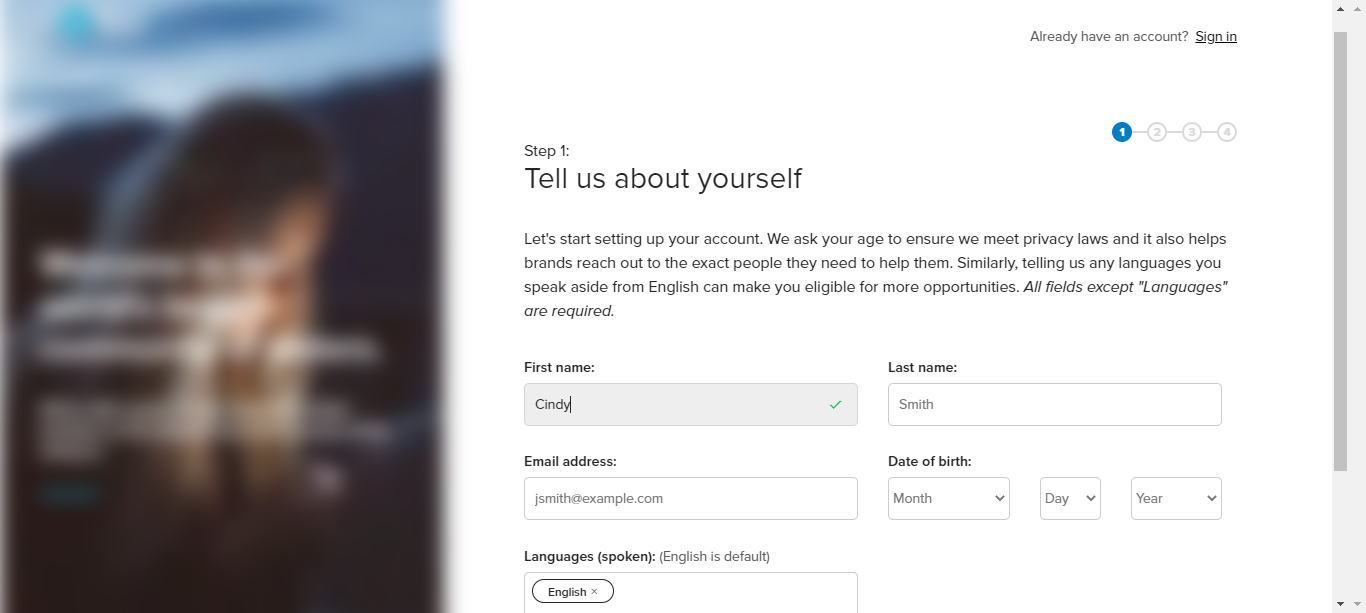 Already have an account? Sign in
1 2 3 4
Step 1:
Tell us about yourself
Let's start setting up your account. We ask your age to ensure we meet privacy laws and it also helps
brands reach out to the exact people they need to help them. Similarly, telling us any languages you
speak aside from English can make you eligible for more opportunities. All fields except "Languages"
are required.
First name: Last name:
Cindy Smith
Email address: Date of birth:
jsmith@example.com Month Day Year
Languages (spoken): (English is default)
English ×